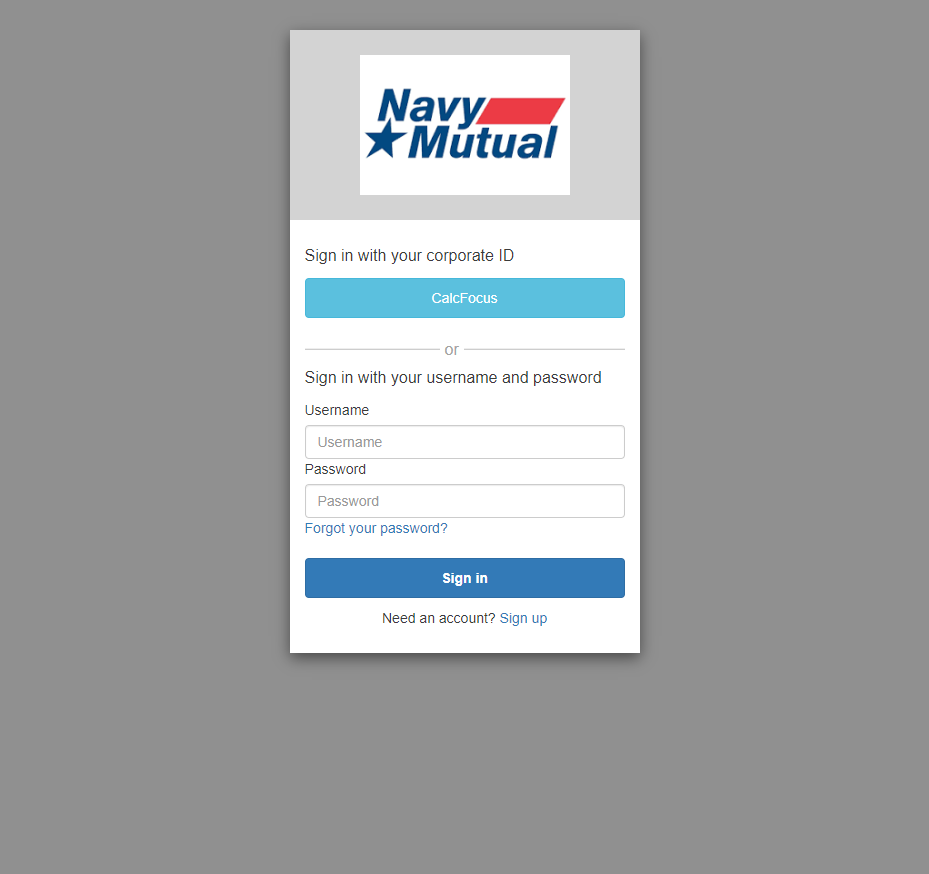 Navy
Mutual
Sign in with your corporate ID
CalcFocus
or
Sign in with your username and password
Username
Username
Password
Password
Forgot your password?
Sign in
Need an account? Sign up